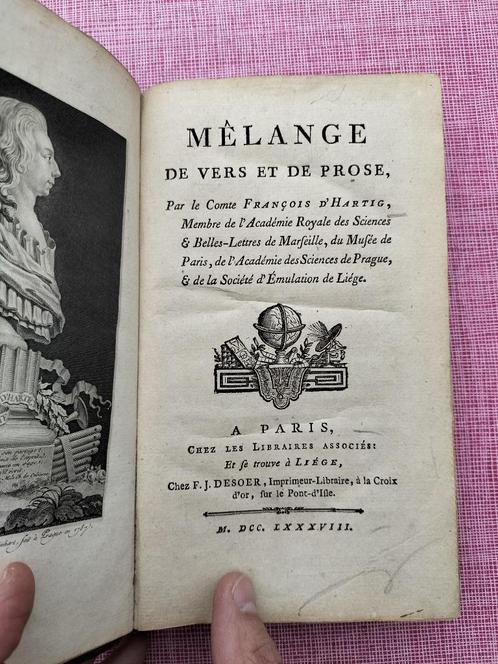 MÊLANGE
DE VERS ET DE PROSE,
Par le Comte FRANÇOIS D'HARTIG,
Membre de l'Académie Royale des Sciences
& Belles-Lettres de Marseille, du Musée de
Paris, de l'Académie des Sciences de Prague,
& de la Société d'Émulation de Liége.
A PARIS,
CHEZ LES LIBRAIRES ASSOCIÉS:
Et se trouve à LIÉGE,
Chez F. J. DESOER, Imprimeur-Libraire, à la Croix
d'or, sur le Pont-d'Isle.
M. DCC. LXXXVIII.